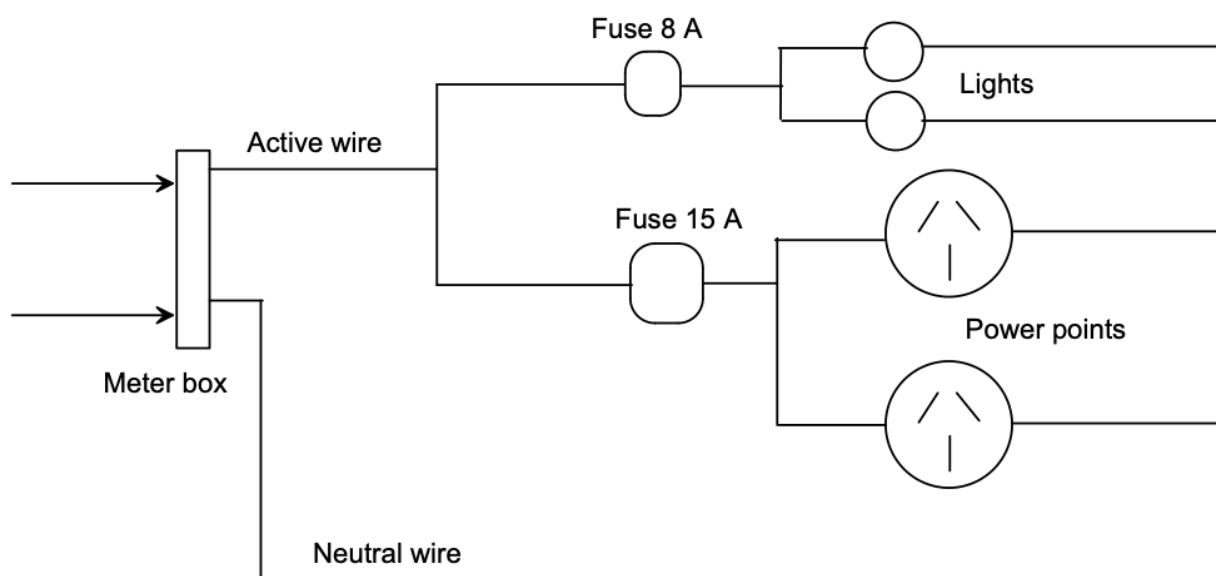 Fuse 8 A
Lights
Active wire
Fuse 15 A
Power points
Meter box
Neutral wire